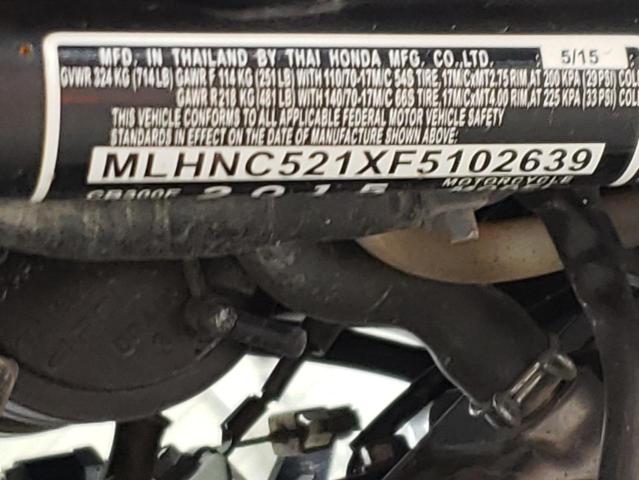 MFD. IN THAILAND BY THAI HONDA MFG. CO.,LTD. : 5/15 :
GVWR 324 KG (714 LB) GAWR F 114 KG (251 LB) WITH 110/70-17M/C 54S TIRE, 17M/CxMT2.75 RIM, AT 200 KPA (29 PSI) COL
GAWR R 218 KG (481 LB) WITH 140/70-17M/C 66S TIRE, 17M/CxMT4.00 RIM, AT 225 KPA (33 PSI) COL
THIS VEHICLE CONFORMS TO ALL APPLICABLE FEDERAL MOTOR VEHICLE SAFETY
STANDARDS IN EFFECT ON THE DATE OF MANUFACTURE SHOWN ABOVE:
MLHNC521XF5102639
CB300F 2015 MOTORCYCLE